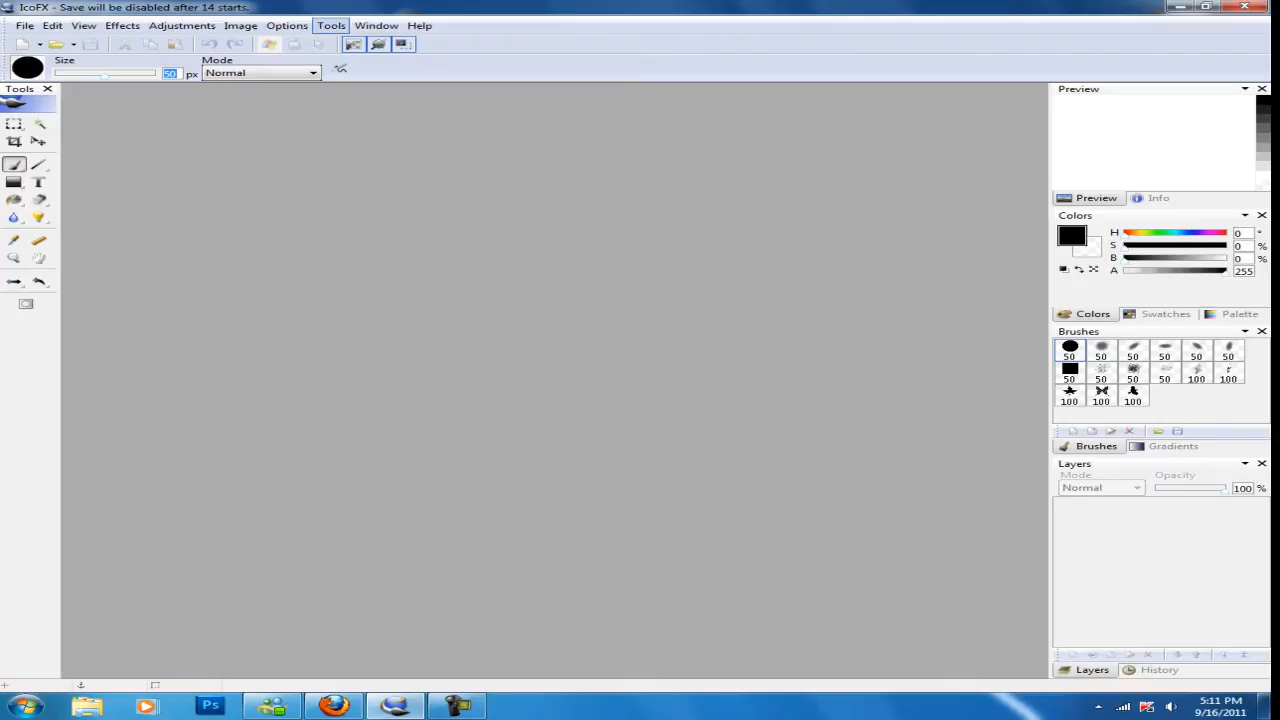 IcoFX - Save will be disabled after 14 starts.
File Edit View Effects Adjustments Image Options Tools Window Help
Size Mode
50 px Normal
Tools
Preview
Preview Info
Colors
H 0 °
S 0 %
B 0 %
A 255
Colors Swatches Palette
Brushes
50 50 50 50 50 50
50 50 50 50 100 100
100 100 100
Brushes Gradients
Layers
Mode Opacity
Normal 100 %
Layers History
Ps
5:11 PM
9/16/2011